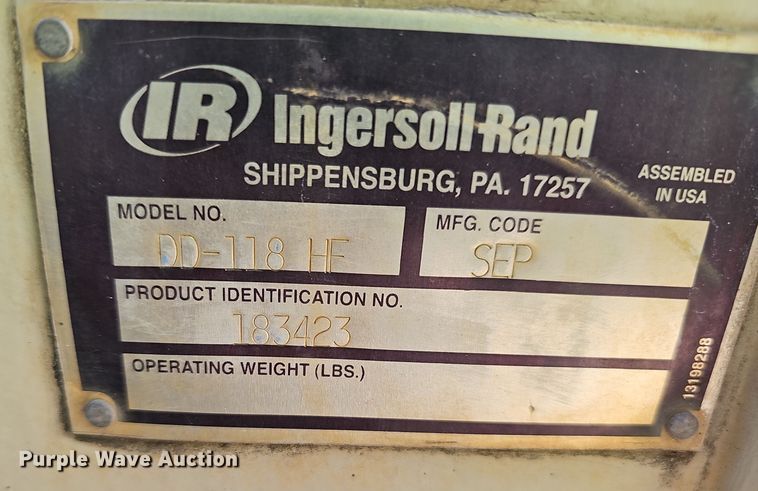 IR Ingersoll-Rand
SHIPPENSBURG, PA. 17257
ASSEMBLED
IN USA
MODEL NO.
DD-118 HF
MFG. CODE
SEP
PRODUCT IDENTIFICATION NO.
183423
OPERATING WEIGHT (LBS.)
13198288
Purple Wave Auction